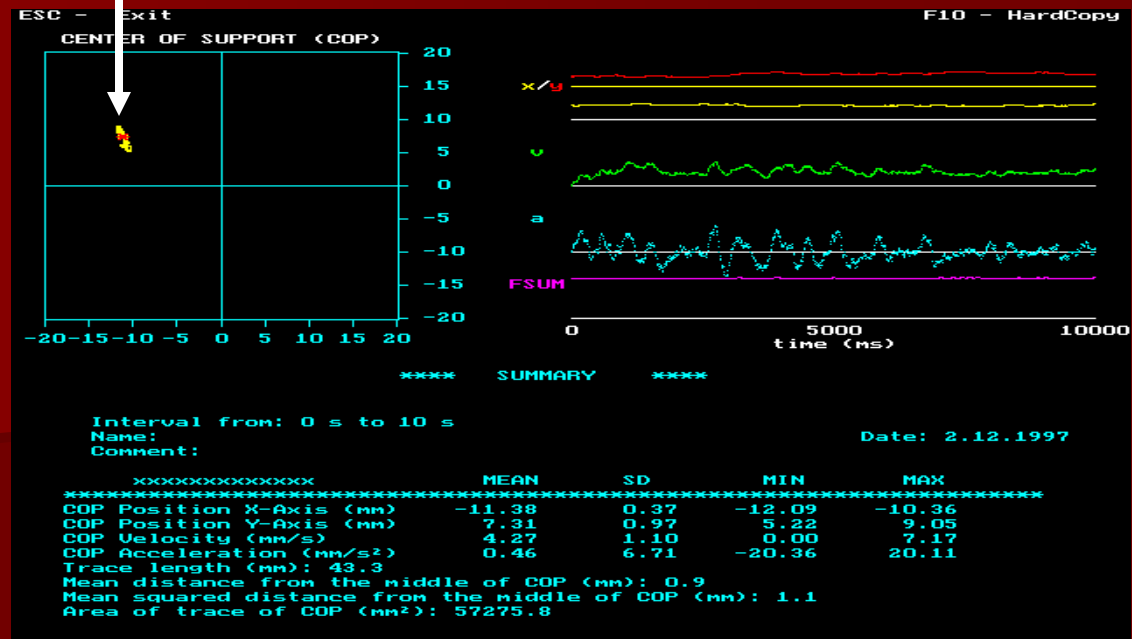 ESC - Exit
F10 - HardCopy
CENTER OF SUPPORT (COP)
20
15
10
5
0
-5
-10
-15
-20
-20-15-10 -5 0 5 10 15 20
x/y
v
a
FSUM
0 5000 10000
time (ms)
**** SUMMARY ****
Interval from: 0 s to 10 s
Name:
Date: 2.12.1997
Comment:
xxxxxxxxxxxxx MEAN SD MIN MAX
COP Position X-Axis (mm) -11.38 0.37 -12.09 -10.36
COP Position Y-Axis (mm) 7.31 0.97 5.22 9.05
COP Velocity (mm/s) 4.27 1.10 0.00 7.17
COP Acceleration (mm/s²) 0.46 6.71 -20.36 20.11
Trace length (mm): 43.3
Mean distance from the middle of COP (mm): 0.9
Mean squared distance from the middle of COP (mm): 1.1
Area of trace of COP (mm²): 57275.8